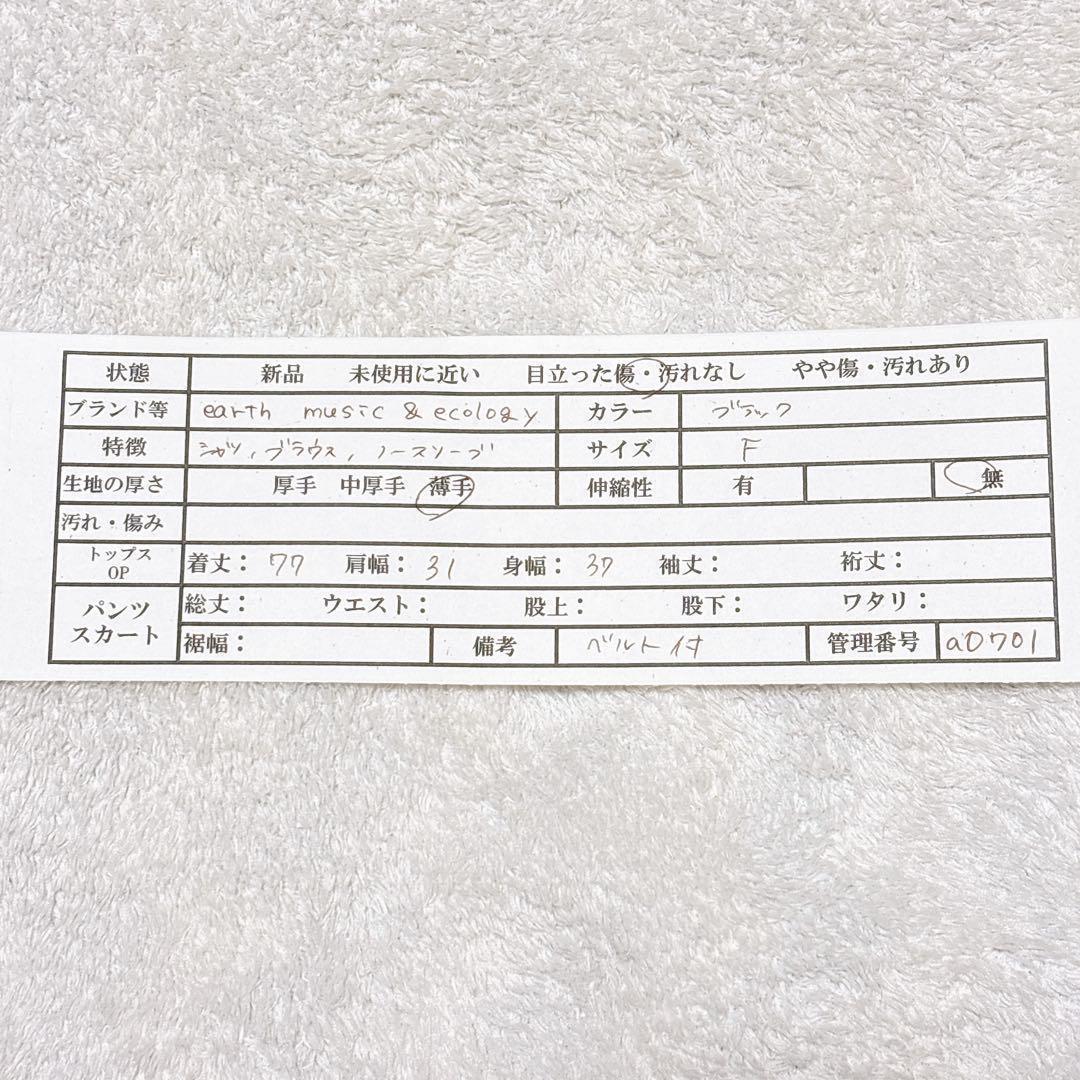 状態 新品 未使用に近い 目立った傷・汚れなし やや傷・汚れあり
ブランド等 earth music & ecology カラー ブラック
特徴 シャツ, ブラウス, ノースリーブ サイズ F
生地の厚さ 厚手 中厚手 薄手 伸縮性 有 無
汚れ・傷み
トップス OP 着丈: 77 肩幅: 31 身幅: 37 袖丈: 裄丈:
パンツ スカート 総丈: ウエスト: 股上: 股下: ワタリ:
裾幅: 備考 ベルト付 管理番号 a0701